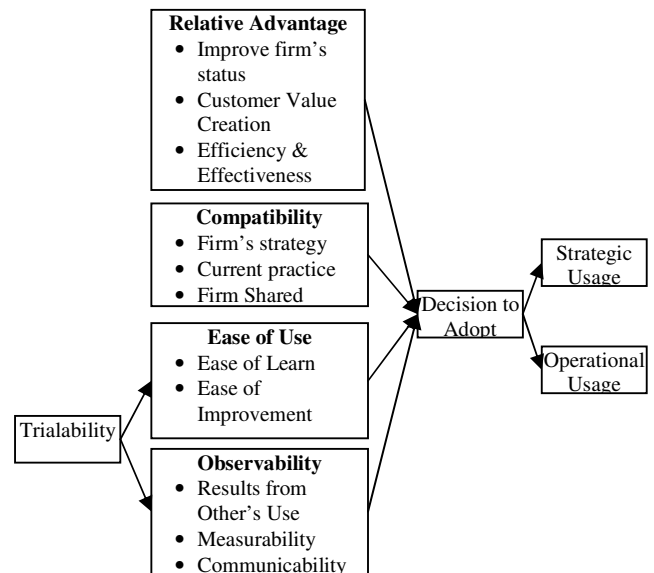 Relative Advantage
• Improve firm's
status
• Customer Value
Creation
• Efficiency &
Effectiveness
Compatibility
• Firm's strategy
• Current practice
• Firm Shared
Ease of Use
• Ease of Learn
• Ease of
Improvement
Trialability
Observability
• Results from
Other's Use
• Measurability
• Communicability
Decision to
Adopt
Strategic
Usage
Operational
Usage